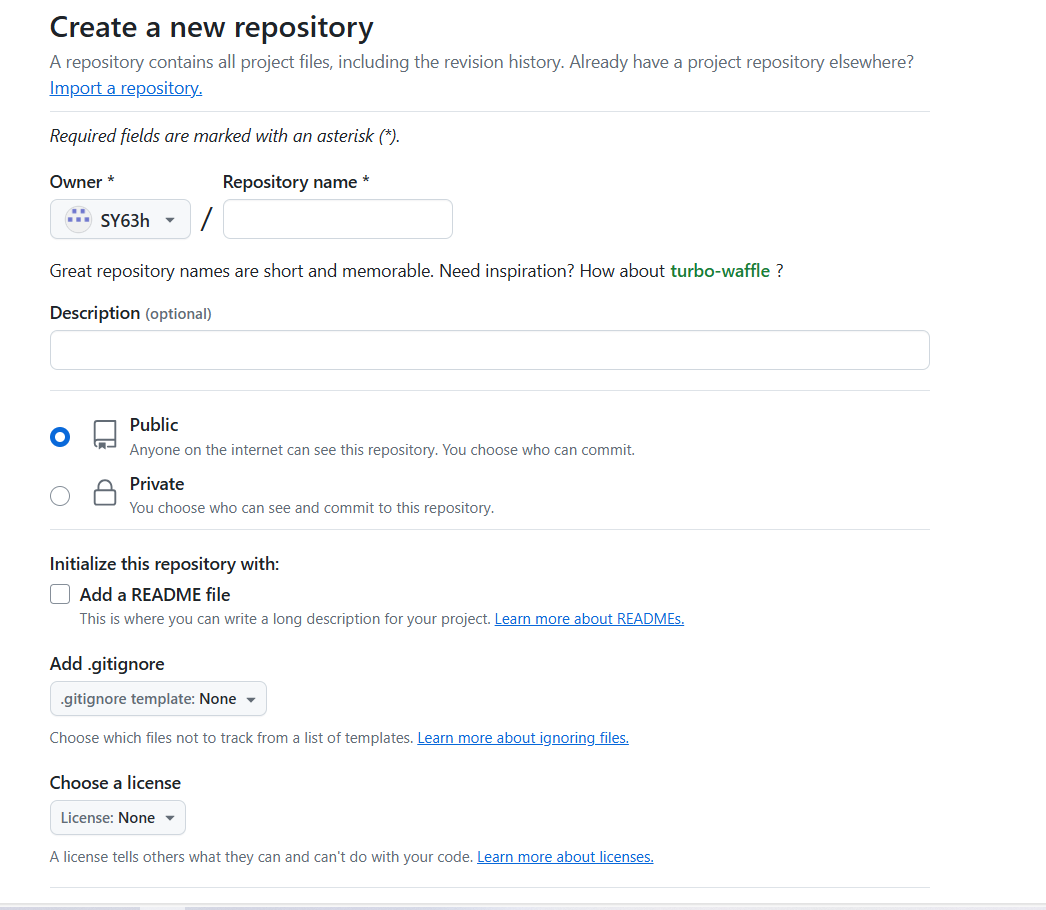 Create a new repository
A repository contains all project files, including the revision history. Already have a project repository elsewhere?
Import a repository.
Required fields are marked with an asterisk (*).
Owner *
Repository name *
SY63h
/
Great repository names are short and memorable. Need inspiration? How about turbo-waffle ?
Description (optional)
Public
Anyone on the internet can see this repository. You choose who can commit.
Private
You choose who can see and commit to this repository.
Initialize this repository with:
Add a README file
This is where you can write a long description for your project. Learn more about READMEs.
Add .gitignore
.gitignore template: None
Choose which files not to track from a list of templates. Learn more about ignoring files.
Choose a license
License: None
A license tells others what they can and can't do with your code. Learn more about licenses.